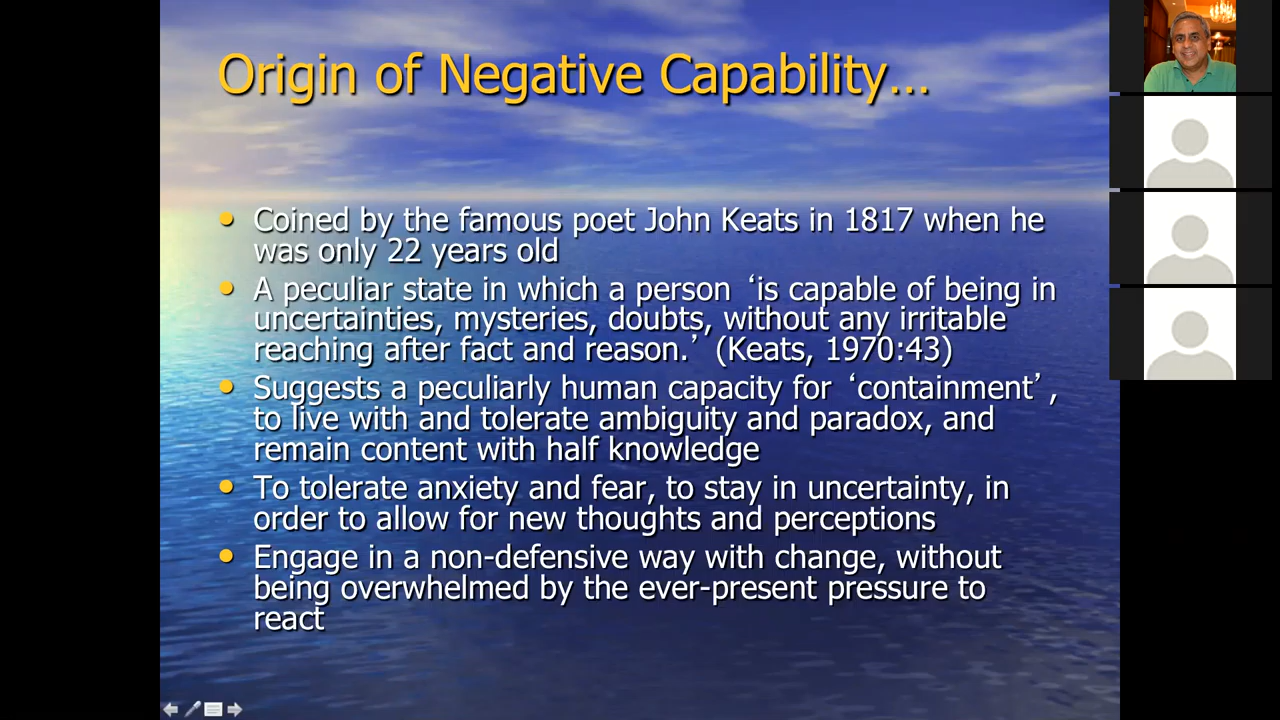 Origin of Negative Capability...
• Coined by the famous poet John Keats in 1817 when he
was only 22 years old
• A peculiar state in which a person ‘is capable of being in
uncertainties, mysteries, doubts, without any irritable
reaching after fact and reason.’ (Keats, 1970:43)
• Suggests a peculiarly human capacity for ‘containment’,
to live with and tolerate ambiguity and paradox, and
remain content with half knowledge
• To tolerate anxiety and fear, to stay in uncertainty, in
order to allow for new thoughts and perceptions
• Engage in a non-defensive way with change, without
being overwhelmed by the ever-present pressure to
react